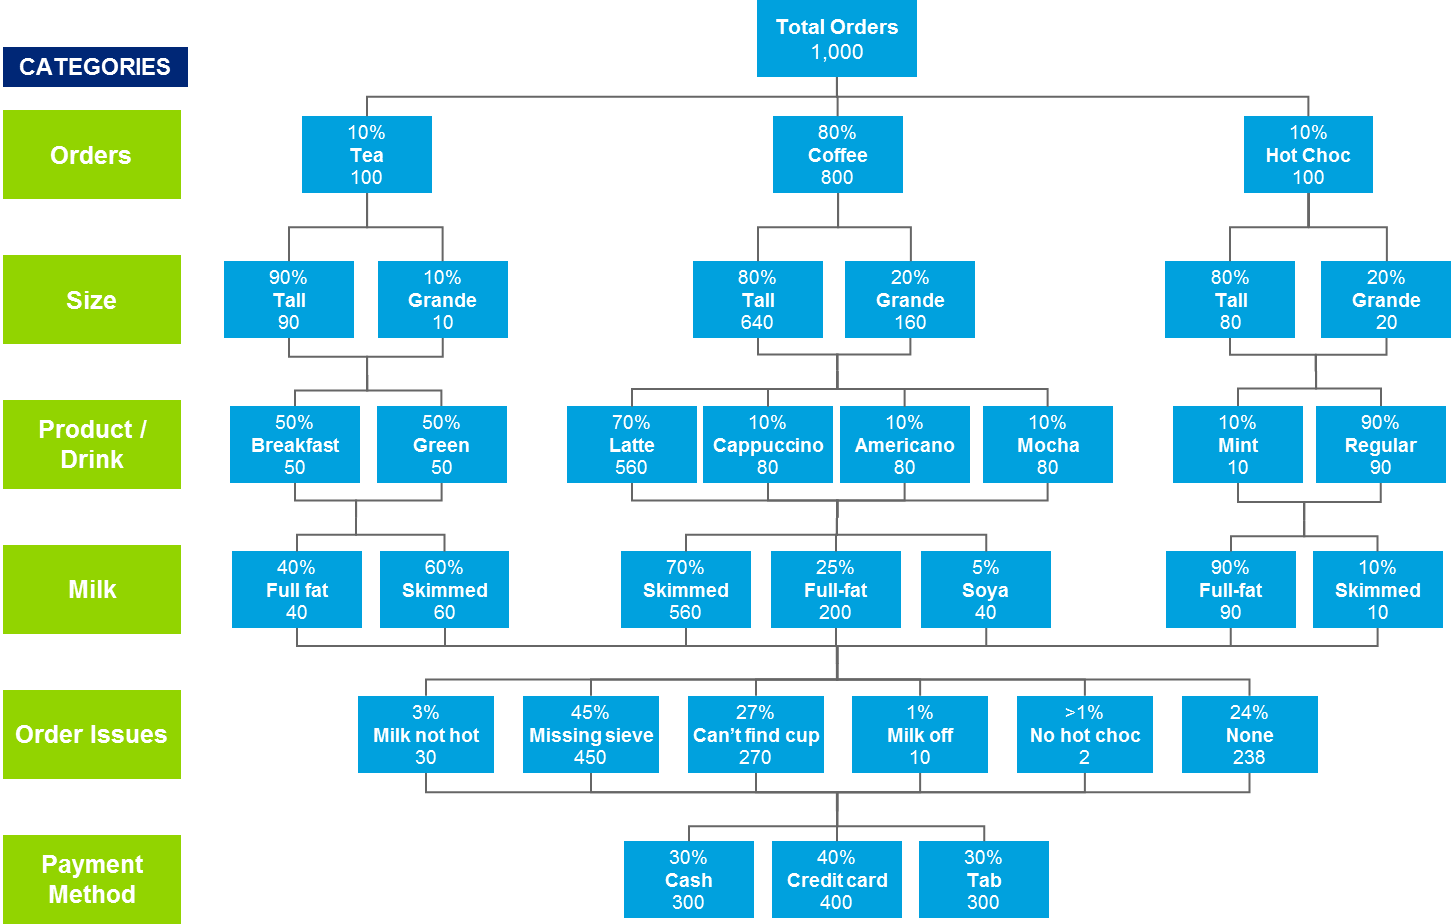 Total Orders
1,000
CATEGORIES
Orders
10%
Tea
100
80%
Coffee
800
10%
Hot Choc
100
Size
90%
Tall
90
10%
Grande
10
80%
Tall
640
20%
Grande
160
80%
Tall
80
20%
Grande
20
Product /
Drink
50%
Breakfast
50
50%
Green
50
70%
Latte
560
10%
Cappuccino
80
10%
Americano
80
10%
Mocha
80
10%
Mint
10
90%
Regular
90
Milk
40%
Full fat
40
60%
Skimmed
60
70%
Skimmed
560
25%
Full-fat
200
5%
Soya
40
90%
Full-fat
90
10%
Skimmed
10
Order Issues
3%
Milk not hot
30
45%
Missing sieve
450
27%
Can't find cup
270
1%
Milk off
10
>1%
No hot choc
2
24%
None
238
Payment
Method
30%
Cash
300
40%
Credit card
400
30%
Tab
300